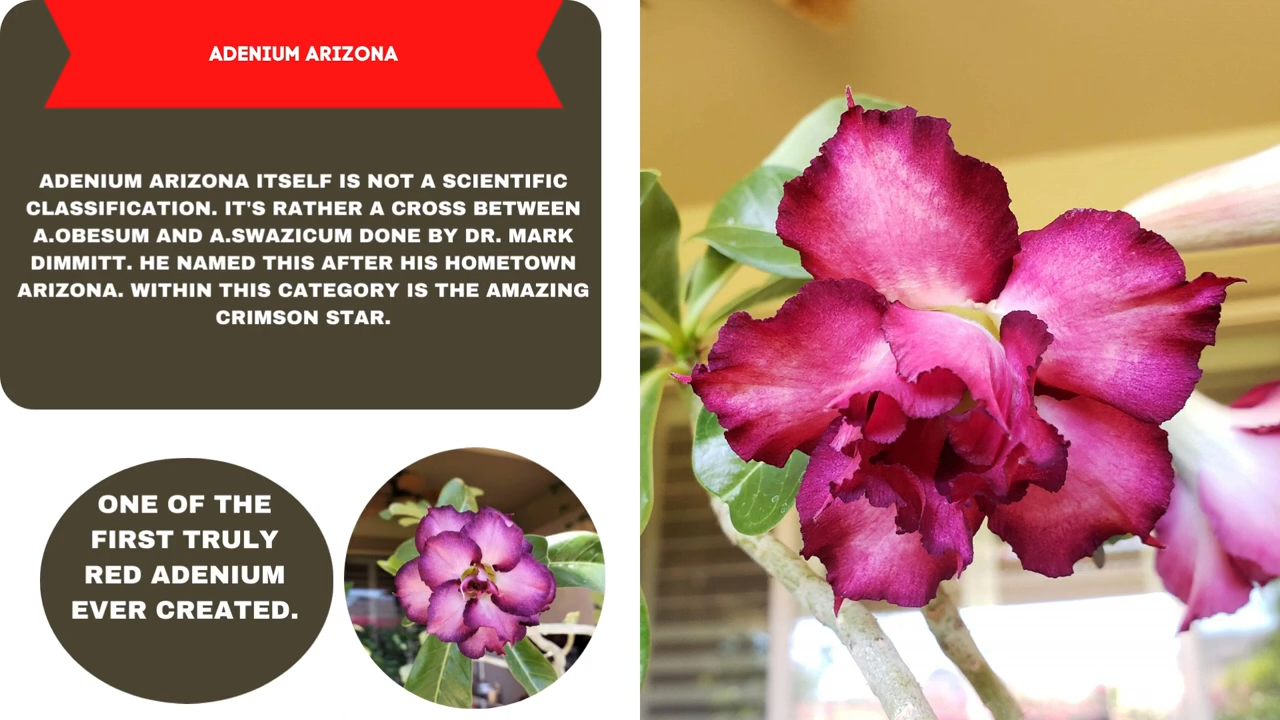 ADENIUM ARIZONA
ADENIUM ARIZONA ITSELF IS NOT A SCIENTIFIC
CLASSIFICATION. IT'S RATHER A CROSS BETWEEN
A.OBESUM AND A.SWAZICUM DONE BY DR. MARK
DIMMITT. HE NAMED THIS AFTER HIS HOMETOWN
ARIZONA. WITHIN THIS CATEGORY IS THE AMAZING
CRIMSON STAR.
ONE OF THE
FIRST TRULY
RED ADENIUM
EVER CREATED.